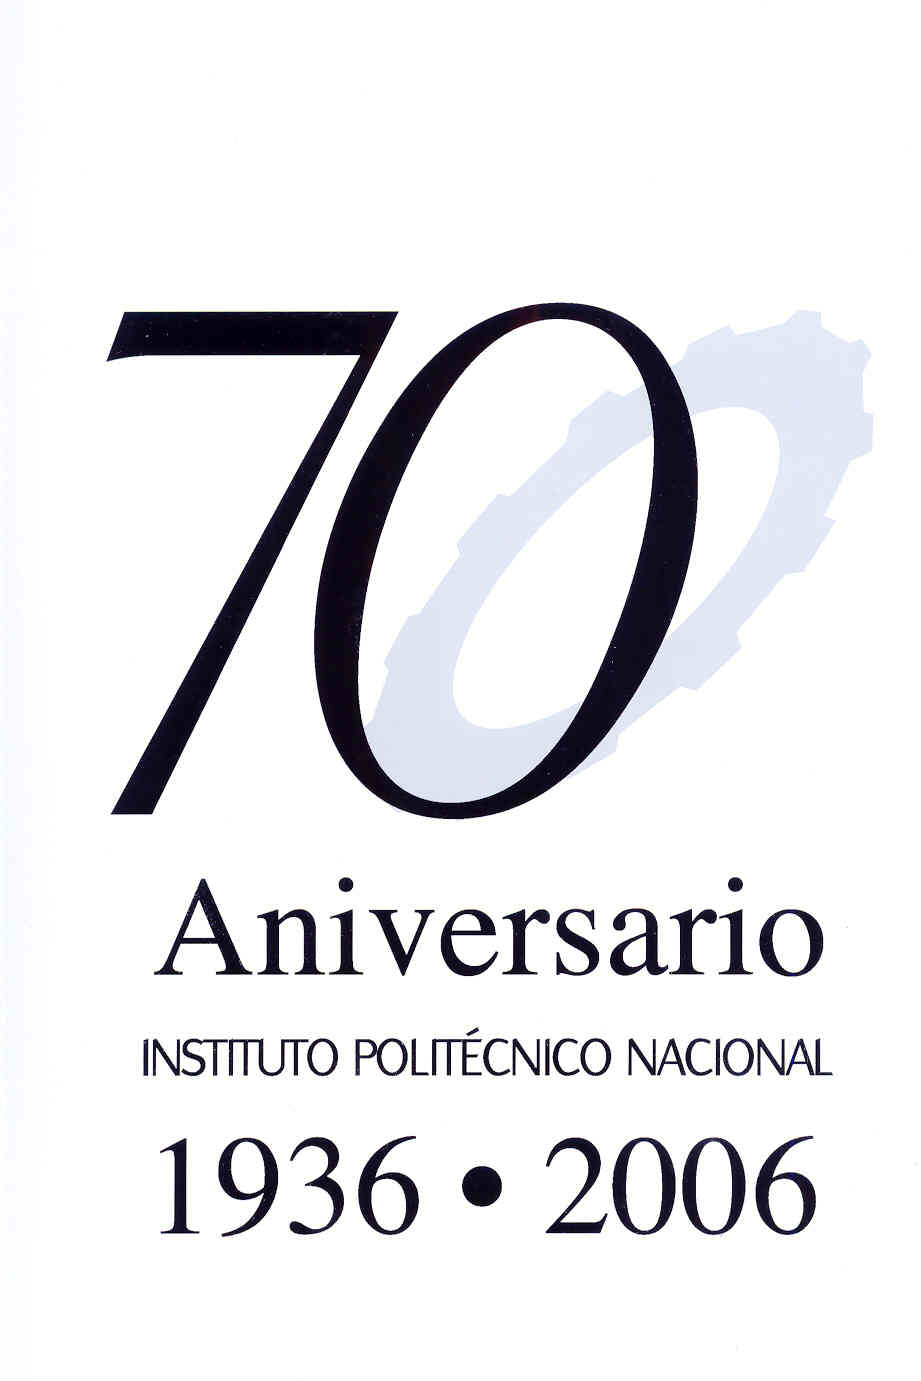 70
Aniversario
INSTITUTO POLITÉCNICO NACIONAL
1936 • 2006